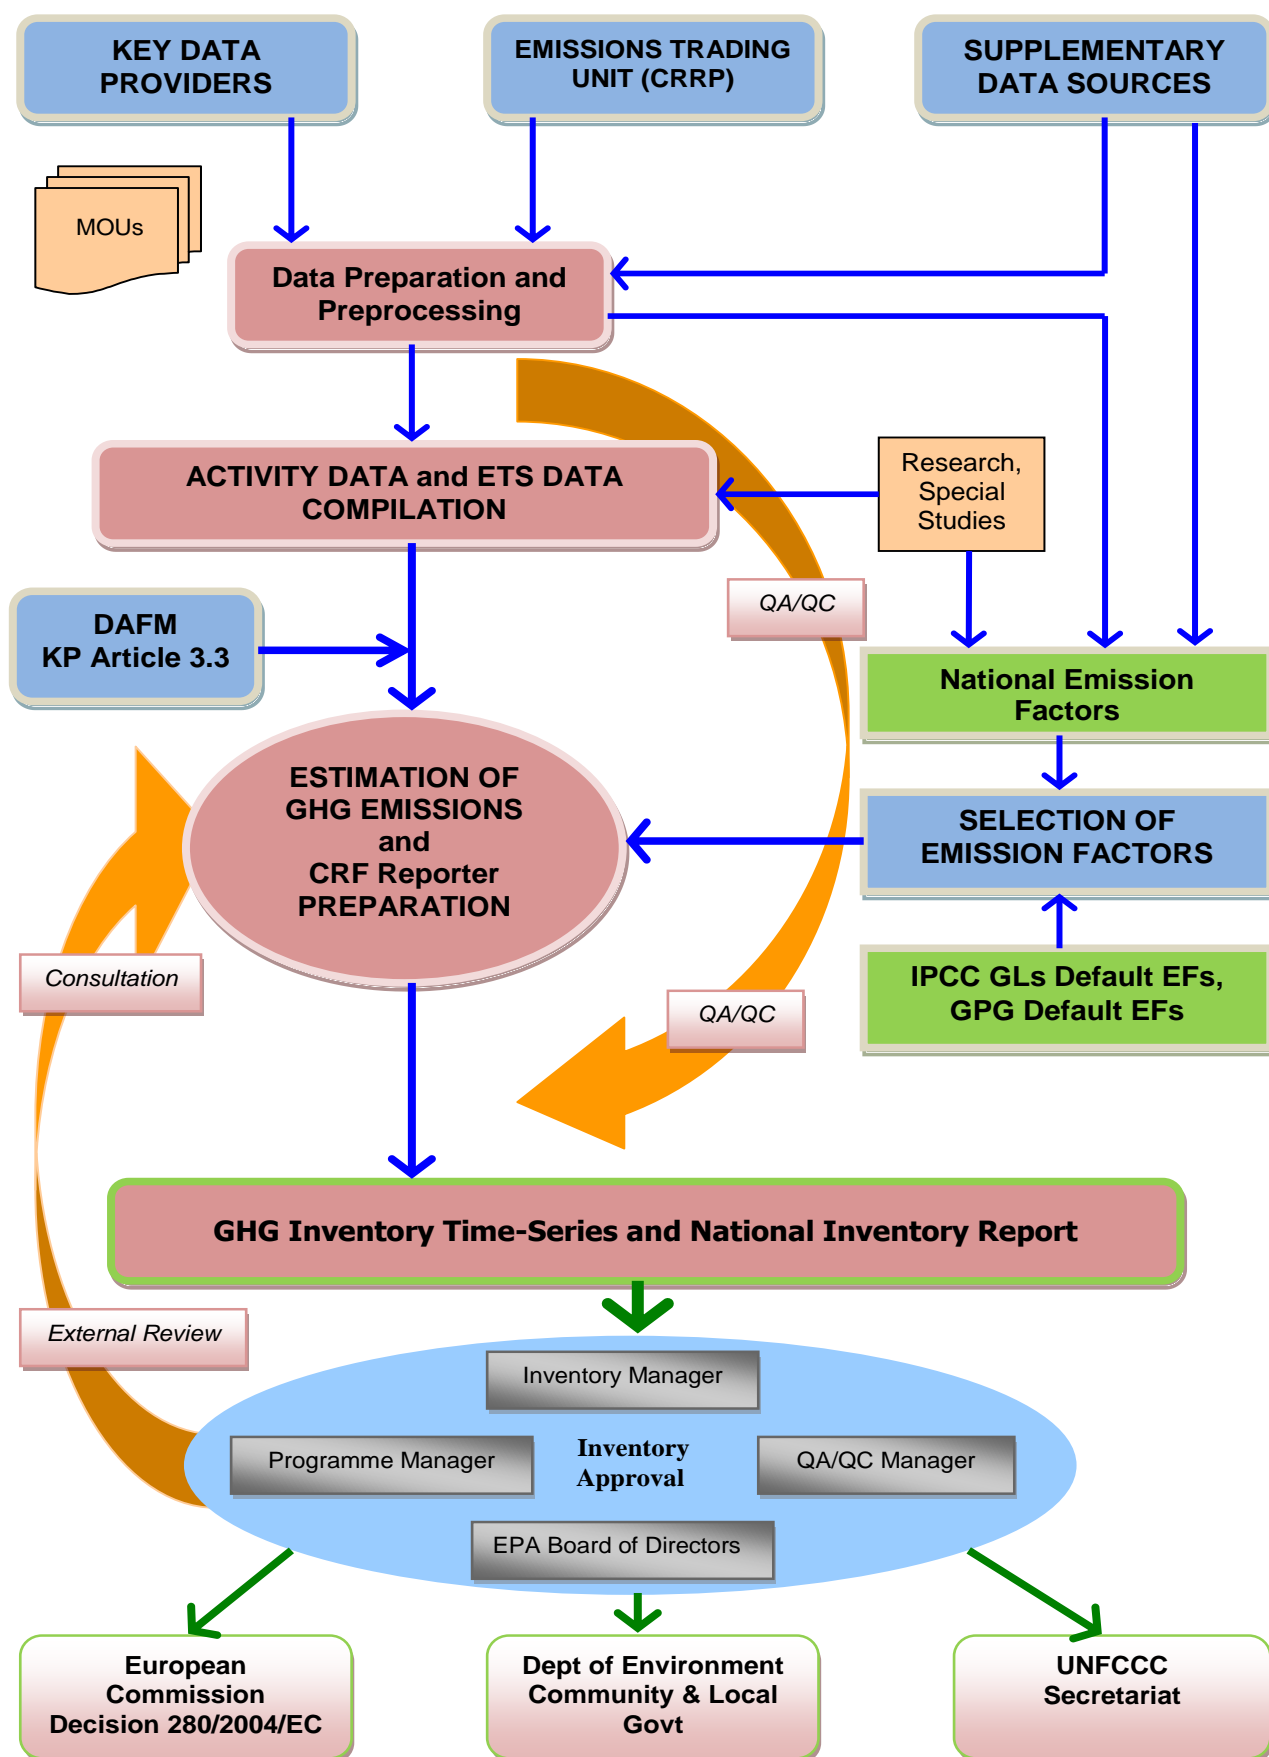 KEY DATA
PROVIDERS
EMISSIONS TRADING
UNIT (CRRP)
SUPPLEMENTARY
DATA SOURCES
MOUs
Data Preparation and
Preprocessing
ACTIVITY DATA and ETS DATA
COMPILATION
Research,
Special
Studies
QA/QC
DAFM
KP Article 3.3
National Emission
Factors
ESTIMATION OF
GHG EMISSIONS
and
CRF Reporter
PREPARATION
SELECTION OF
EMISSION FACTORS
Consultation
IPCC GLs Default EFs,
GPG Default EFs
QA/QC
GHG Inventory Time-Series and National Inventory Report
External Review
Inventory Manager
Programme Manager
Inventory
Approval
QA/QC Manager
EPA Board of Directors
European
Commission
Decision 280/2004/EC
Dept of Environment
Community & Local
Govt
UNFCCC
Secretariat